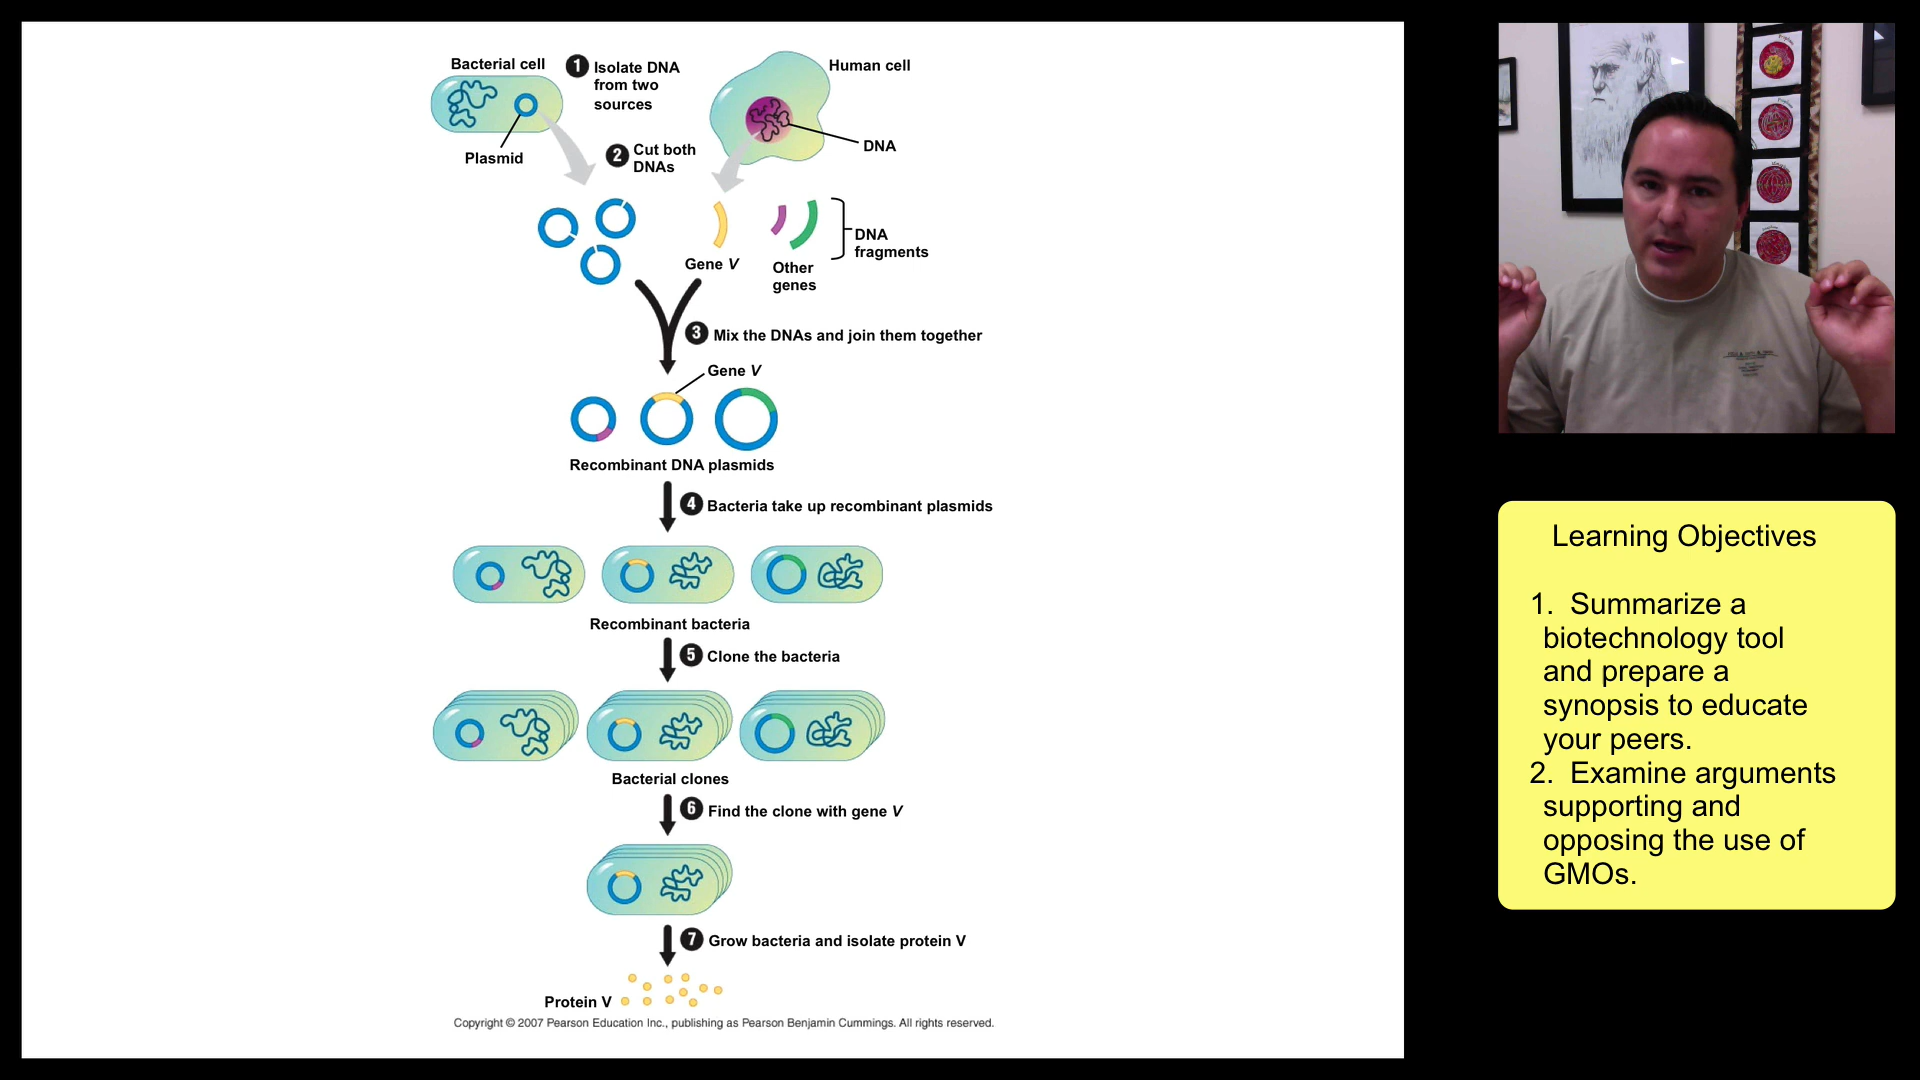 Bacterial cell
1 Isolate DNA
from two
sources
Human cell
DNA
Plasmid
2 Cut both
DNAs
DNA
fragments
Gene V
Other
genes
3 Mix the DNAs and join them together
Gene V
Recombinant DNA plasmids
4 Bacteria take up recombinant plasmids
Recombinant bacteria
5 Clone the bacteria
Bacterial clones
6 Find the clone with gene V
7 Grow bacteria and isolate protein V
Protein V
Copyright © 2007 Pearson Education Inc., publishing as Pearson Benjamin Cummings. All rights reserved.
Learning Objectives
1. Summarize a
biotechnology tool
and prepare a
synopsis to educate
your peers.
2. Examine arguments
supporting and
opposing the use of
GMOs.